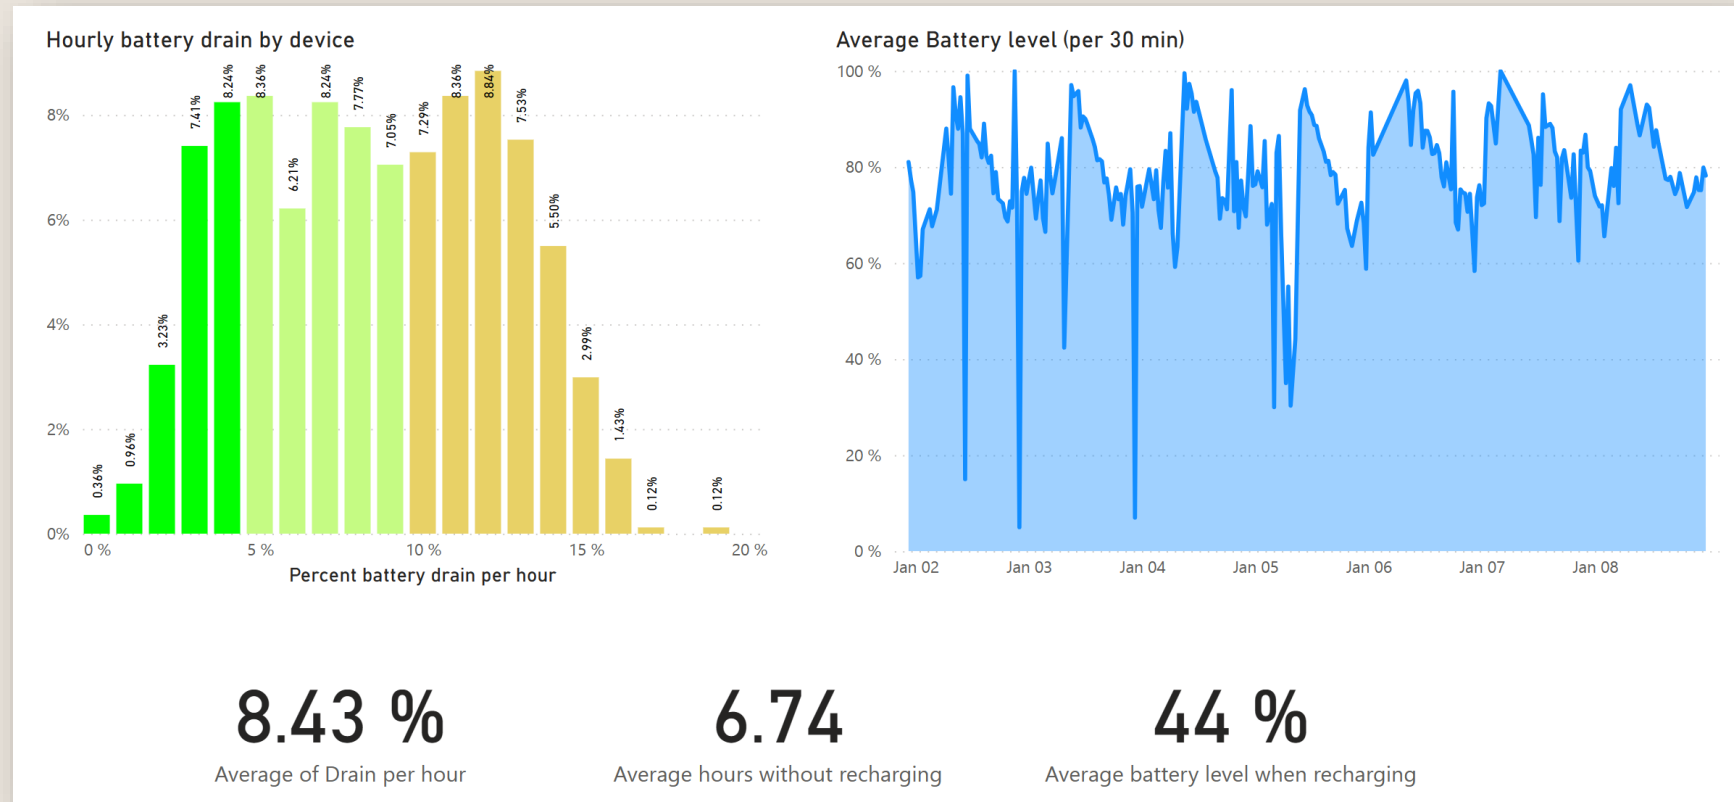 Hourly battery drain by device
8%
6%
4%
2%
0%
0.36%
0.96%
3.23%
7.41%
8.24%
8.36%
6.21%
8.24%
7.77%
7.05%
7.29%
8.36%
8.84%
7.53%
5.50%
2.99%
1.43%
0.12%
0.12%
0 %
5 %
10 %
15 %
20 %
Percent battery drain per hour
Average Battery level (per 30 min)
100 %
80 %
60 %
40 %
20 %
0 %
Jan 02
Jan 03
Jan 04
Jan 05
Jan 06
Jan 07
Jan 08
8.43 %
Average of Drain per hour
6.74
Average hours without recharging
44 %
Average battery level when recharging